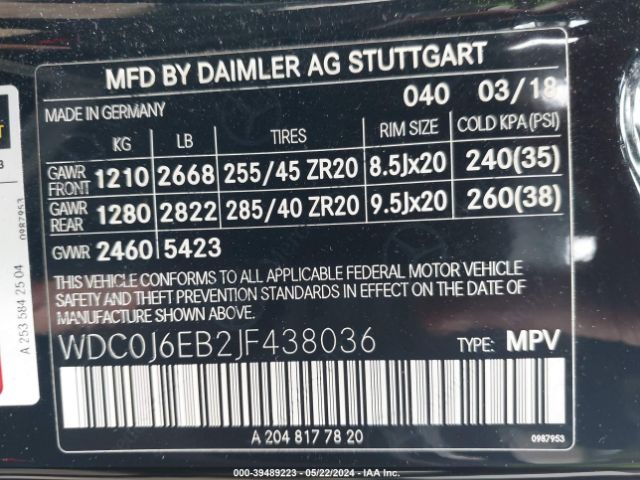 MFD BY DAIMLER AG STUTTGART
MADE IN GERMANY 040 03/18
KG LB TIRES RIM SIZE COLD KPA(PSI)
GAWR FRONT 1210 2668 255/45 ZR20 8.5Jx20 240(35)
GAWR REAR 1280 2822 285/40 ZR20 9.5Jx20 260(38)
GVWR 2460 5423
THIS VEHICLE CONFORMS TO ALL APPLICABLE FEDERAL MOTOR VEHICLE
SAFETY AND THEFT PREVENTION STANDARDS IN EFFECT ON THE DATE OF
MANUFACTURE SHOWN ABOVE.
WDC0J6EB2JF438036 TYPE: MPV
A 204 817 78 20
0987953
A 253 584 25 04
0987953
000-39489223 - 05/22/2024 - IAA Inc.